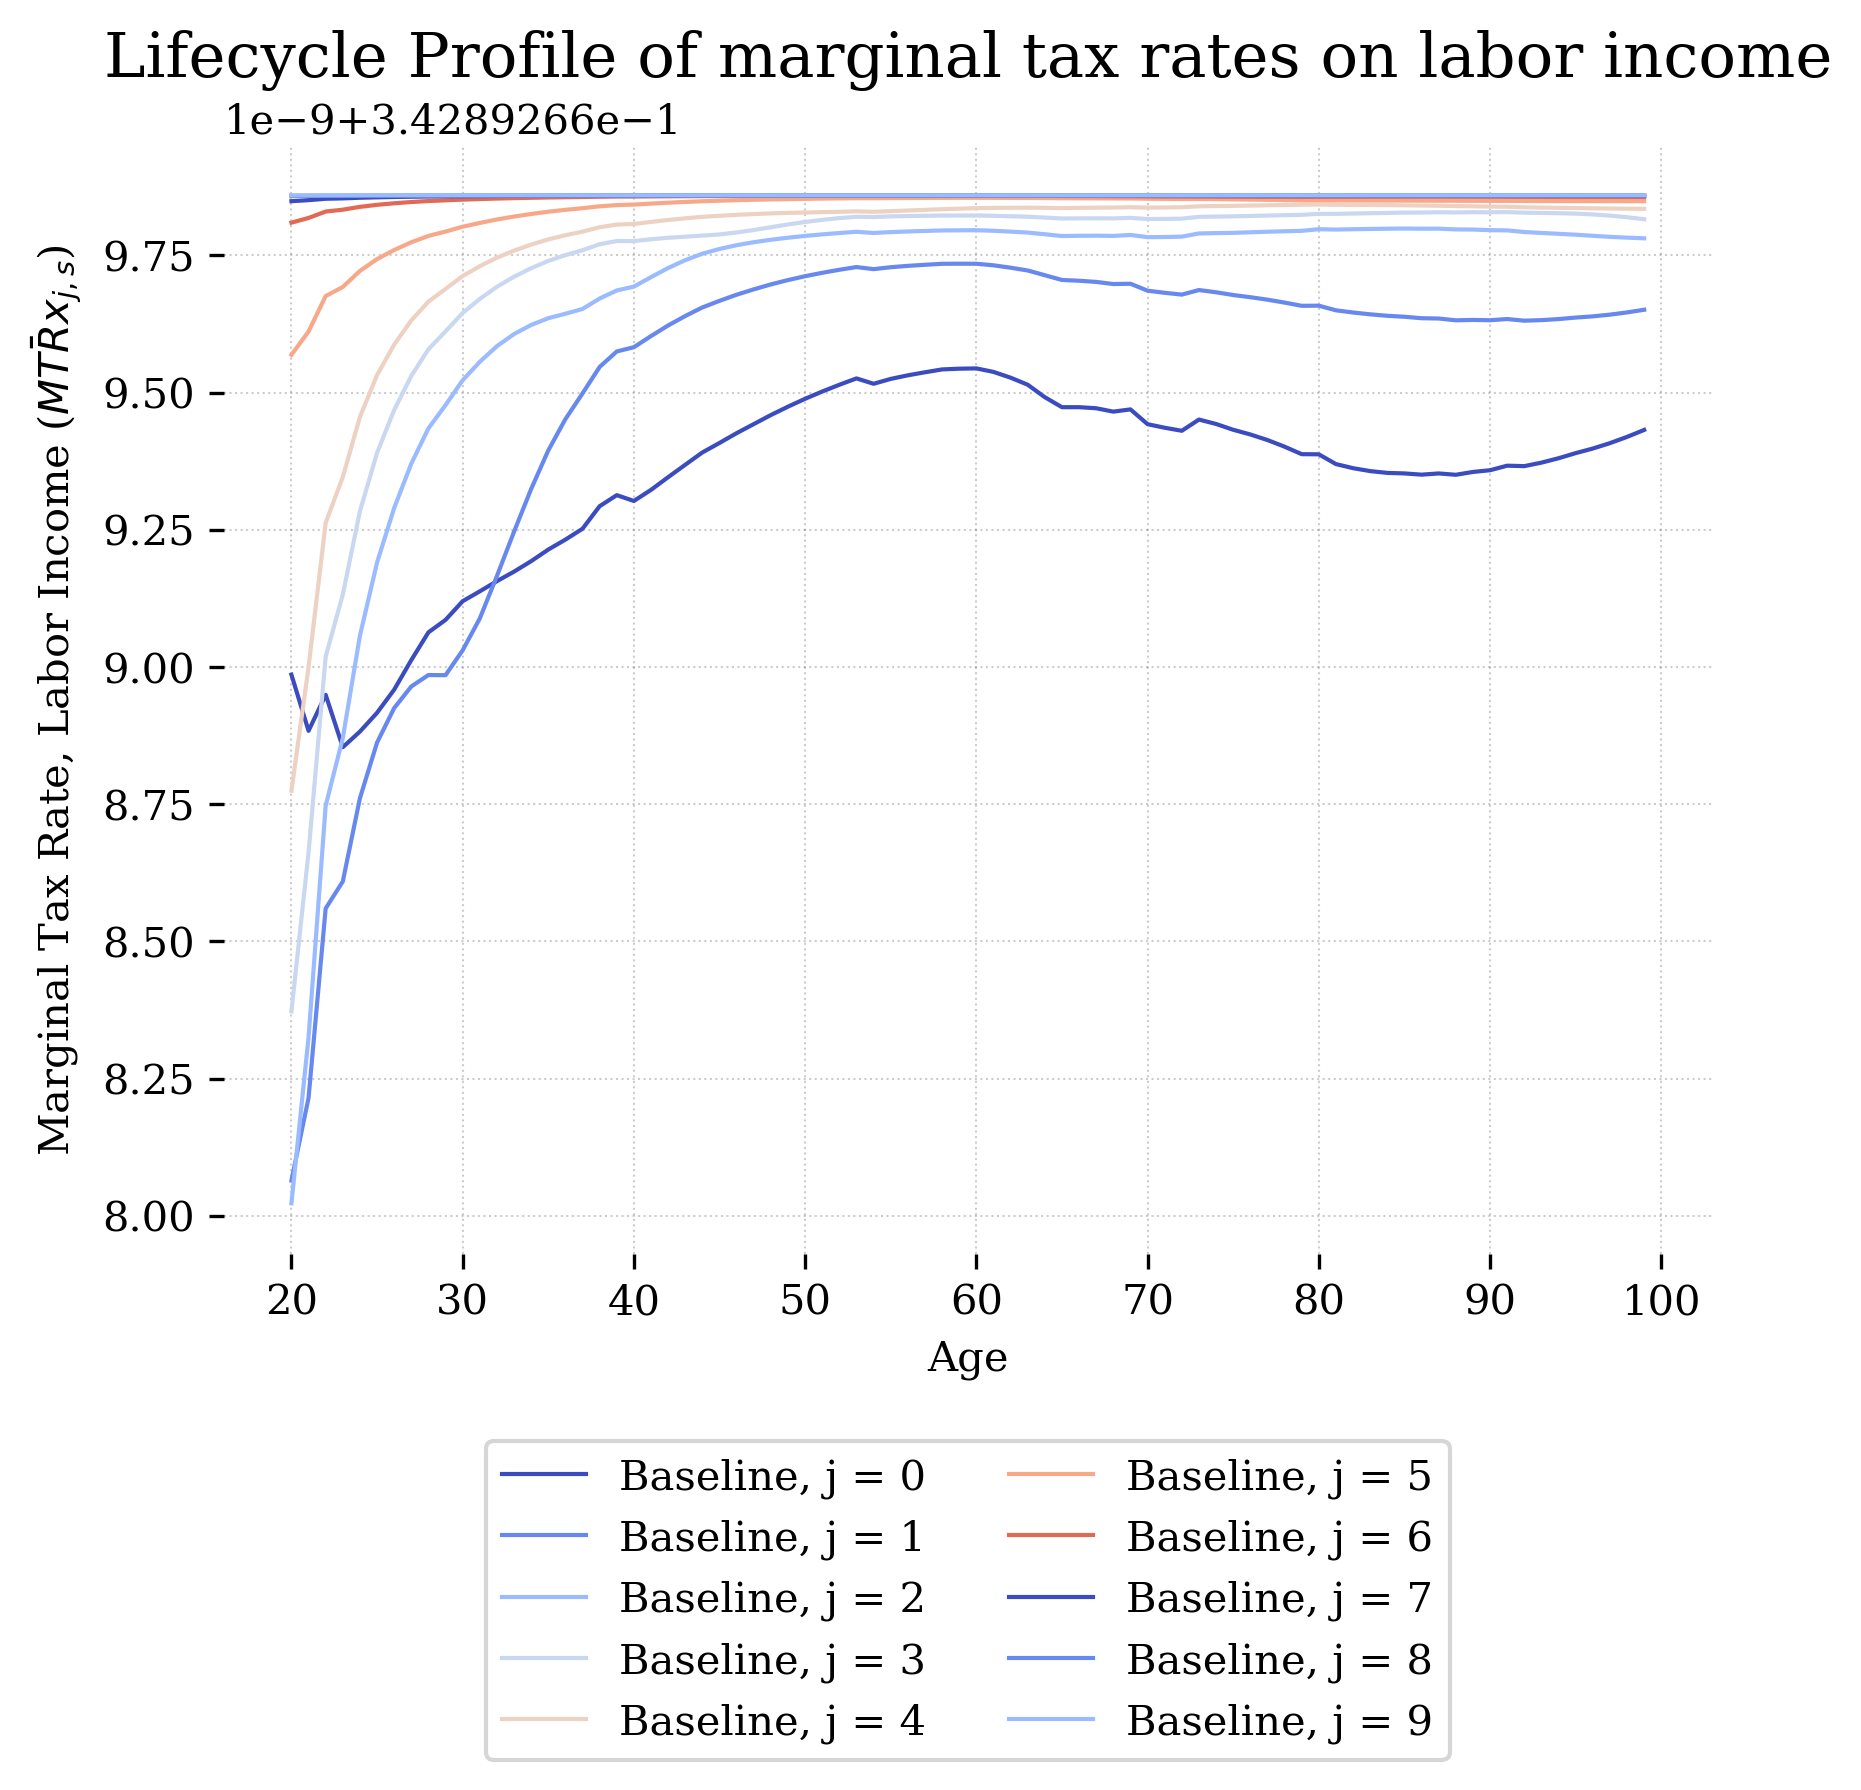 Lifecycle Profile of marginal tax rates on labor income
1e−9+3.4289266e−1
Marginal Tax Rate, Labor Income (MT̄Rx_{j,s})
9.75
9.50
9.25
9.00
8.75
8.50
8.25
8.00
20 30 40 50 60 70 80 90 100
Age
Baseline, j = 0
Baseline, j = 1
Baseline, j = 2
Baseline, j = 3
Baseline, j = 4
Baseline, j = 5
Baseline, j = 6
Baseline, j = 7
Baseline, j = 8
Baseline, j = 9